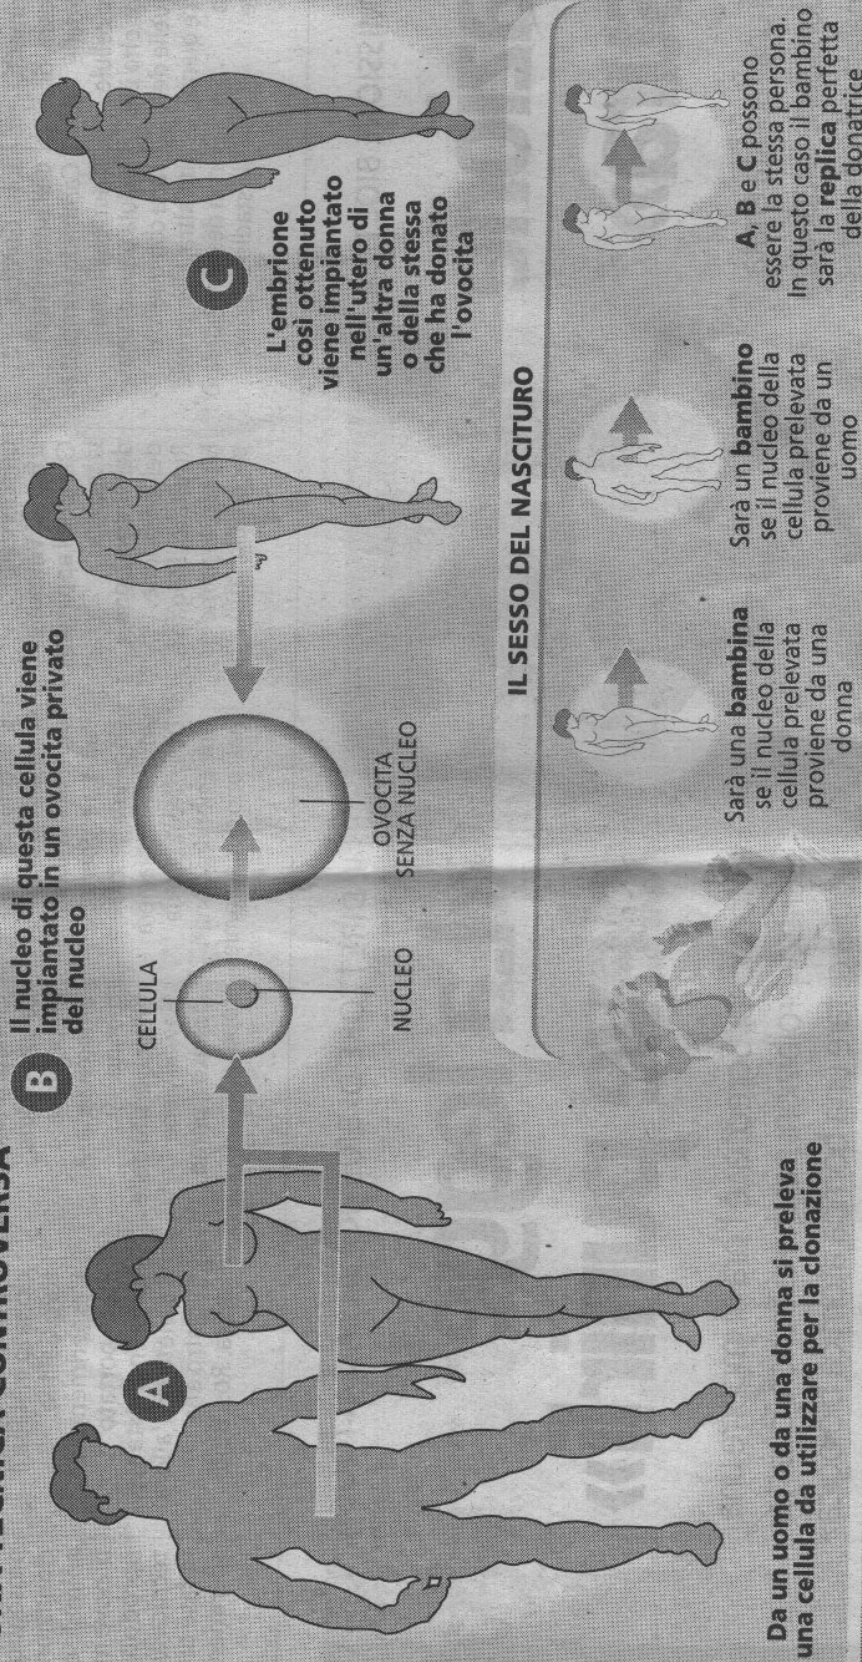 TECNICA CONTROVERSA
A
Da un uomo o da una donna si preleva
una cellula da utilizzare per la clonazione
B
Il nucleo di questa cellula viene
impiantato in un ovocita privato
del nucleo
CELLULA
NUCLEO
OVOCITA
SENZA NUCLEO
C
L'embrione
così ottenuto
viene impiantato
nell'utero di
un'altra donna
o della stessa
che ha donato
l'ovocita
IL SESSO DEL NASCITURO
Sarà una bambina
se il nucleo della
cellula prelevata
proviene da una
donna
Sarà un bambino
se il nucleo della
cellula prelevata
proviene da un
uomo
A, B e C possono
essere la stessa persona.
In questo caso il bambino
sarà la replica perfetta
della donatrice